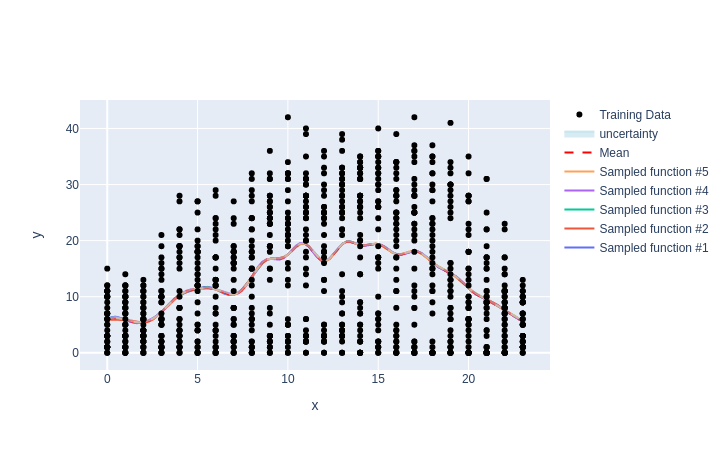 Training Data
uncertainty
Mean
Sampled function #5
Sampled function #4
Sampled function #3
Sampled function #2
Sampled function #1
40
30
20
10
0
y
0 5 10 15 20
x